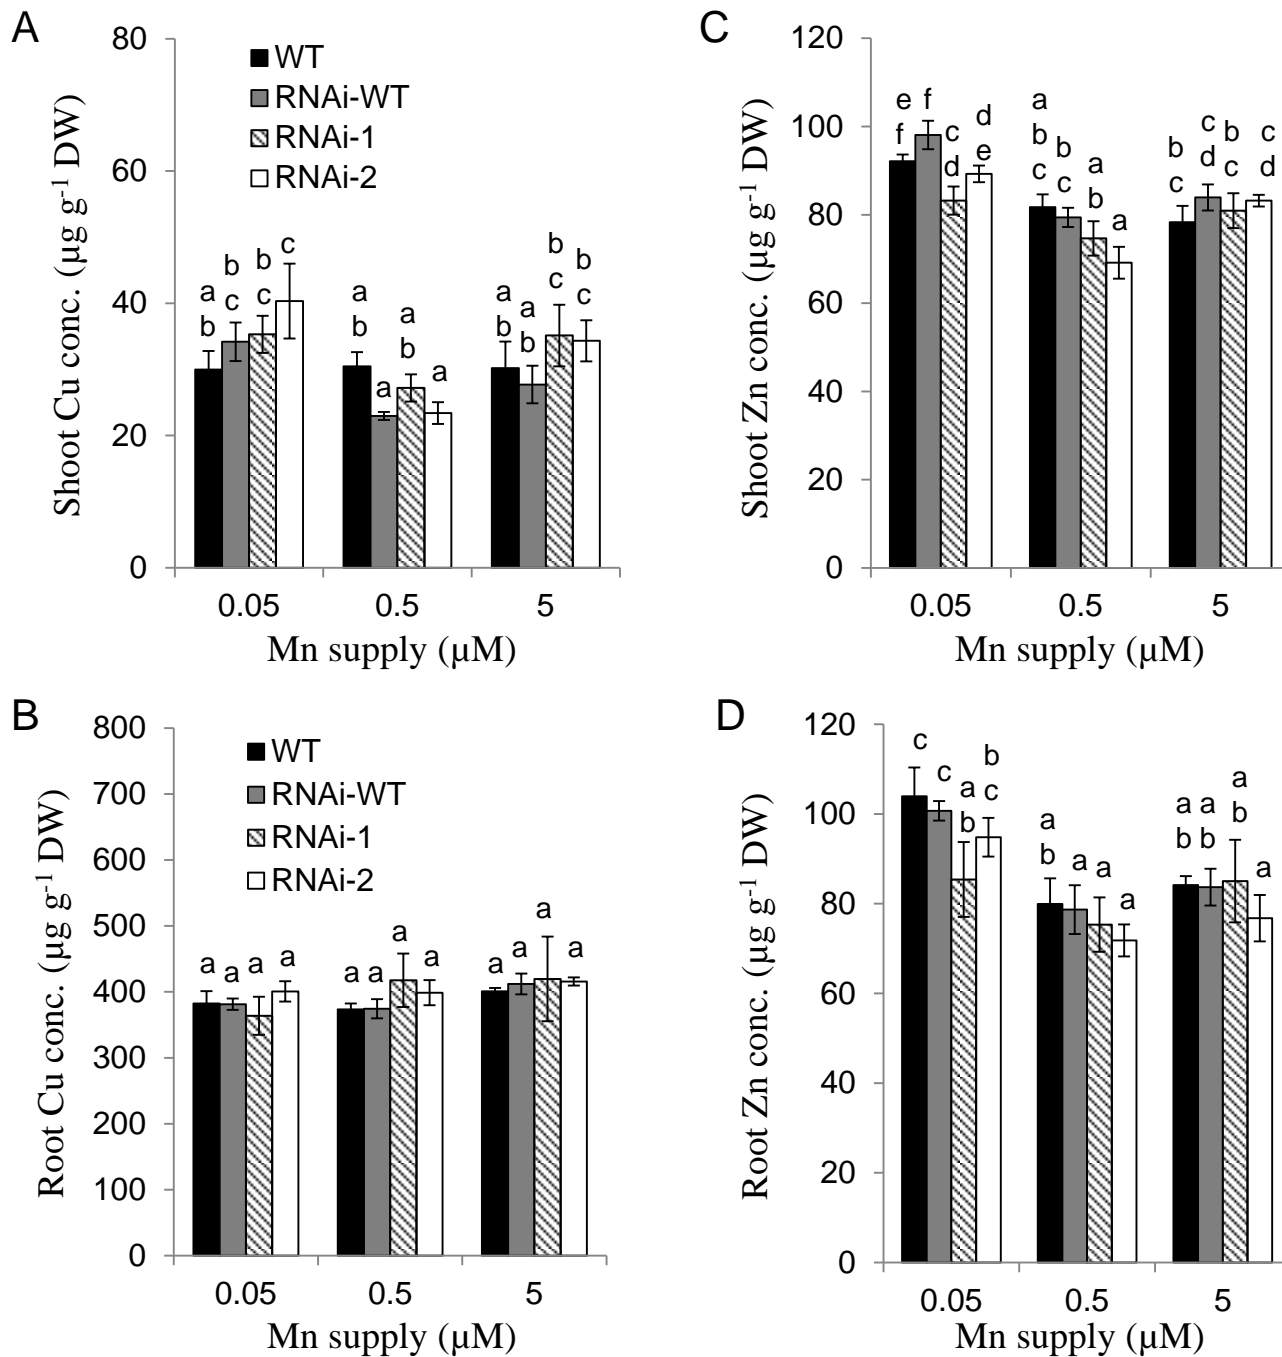 A
Shoot Cu conc. (µg g⁻¹ DW)
80
60
40
20
0
WT
RNAi-WT
RNAi-1
RNAi-2
a b
b c
b c
c
a b
a
a b
a
a b
a b
b c
b c
0.05 0.5 5
Mn supply (µM)
C
Shoot Zn conc. (µg g⁻¹ DW)
120
100
80
60
40
20
0
e f
f
c d
d e
a b c
b c
a b
a
b c
c d
b c
c d
0.05 0.5 5
Mn supply (µM)
B
Root Cu conc. (µg g⁻¹ DW)
800
700
600
500
400
300
200
100
0
WT
RNAi-WT
RNAi-1
RNAi-2
a a a a
a a a a
a a a a
0.05 0.5 5
Mn supply (µM)
D
Root Zn conc. (µg g⁻¹ DW)
120
100
80
60
40
20
0
c
c
a b
b c
a b
a
a
a
a b
a b
a b
a
0.05 0.5 5
Mn supply (µM)